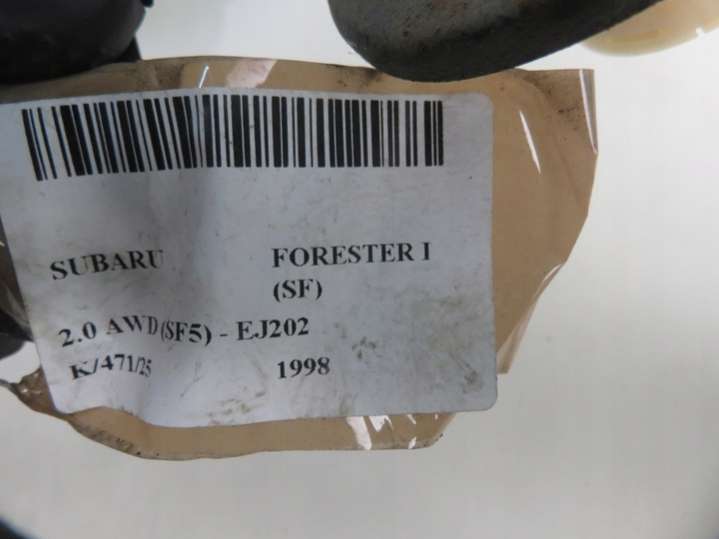 SUBARU FORESTER I
(SF)
2.0 AWD (SF5) - EJ202
K/471/25 1998